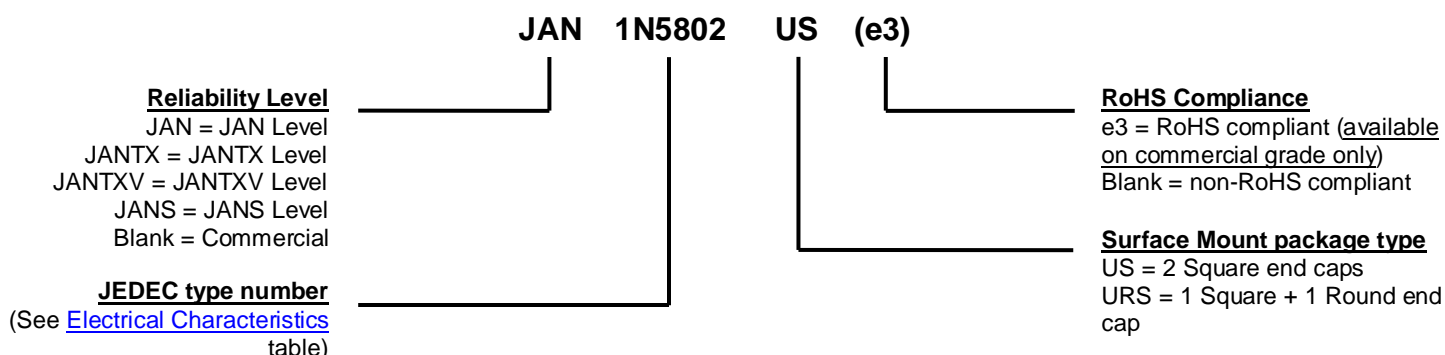 JAN 1N5802 US (e3)
Reliability Level
JAN = JAN Level
JANTX = JANTX Level
JANTXV = JANTXV Level
JANS = JANS Level
Blank = Commercial
JEDEC type number
(See Electrical Characteristics
table)
RoHS Compliance
e3 = RoHS compliant (available
on commercial grade only)
Blank = non-RoHS compliant
Surface Mount package type
US = 2 Square end caps
URS = 1 Square + 1 Round end
cap